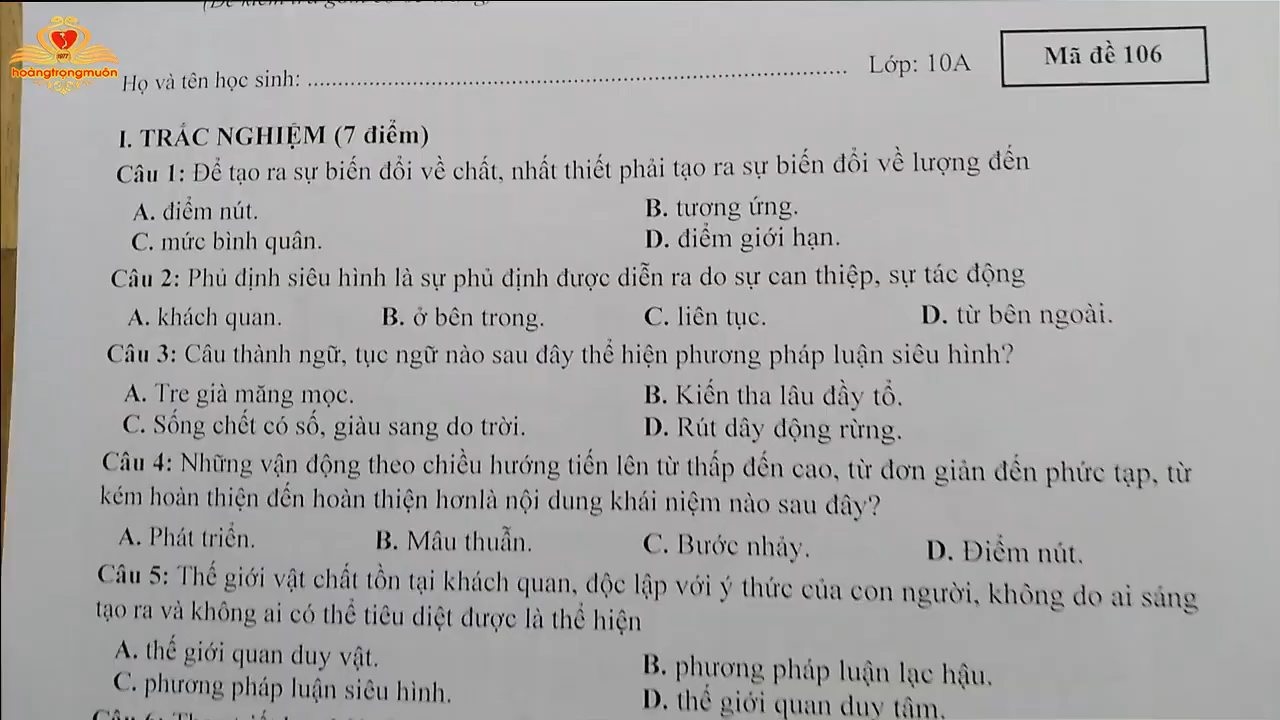 hoàngtrọngmuôn
Họ và tên học sinh: ........ Lớp: 10A
Mã đề 106
I. TRẮC NGHIỆM (7 điểm)
Câu 1: Để tạo ra sự biến đổi về chất, nhất thiết phải tạo ra sự biến đổi về lượng đến
A. điểm nút. B. tương ứng.
C. mức bình quân. D. điểm giới hạn.
Câu 2: Phủ định siêu hình là sự phủ định được diễn ra do sự can thiệp, sự tác động
A. khách quan. B. ở bên trong. C. liên tục. D. từ bên ngoài.
Câu 3: Câu thành ngữ, tục ngữ nào sau đây thể hiện phương pháp luận siêu hình?
A. Tre già măng mọc. B. Kiến tha lâu đầy tổ.
C. Sống chết có số, giàu sang do trời. D. Rút dây động rừng.
Câu 4: Những vận động theo chiều hướng tiến lên từ thấp đến cao, từ đơn giản đến phức tạp, từ
kém hoàn thiện đến hoàn thiện hơnlà nội dung khái niệm nào sau đây?
A. Phát triển. B. Mâu thuẫn. C. Bước nhảy. D. Điểm nút.
Câu 5: Thế giới vật chất tồn tại khách quan, độc lập với ý thức của con người, không do ai sáng
tạo ra và không ai có thể tiêu diệt được là thể hiện
A. thế giới quan duy vật. B. phương pháp luận lạc hậu.
C. phương pháp luận siêu hình. D. thế giới quan duy tâm.